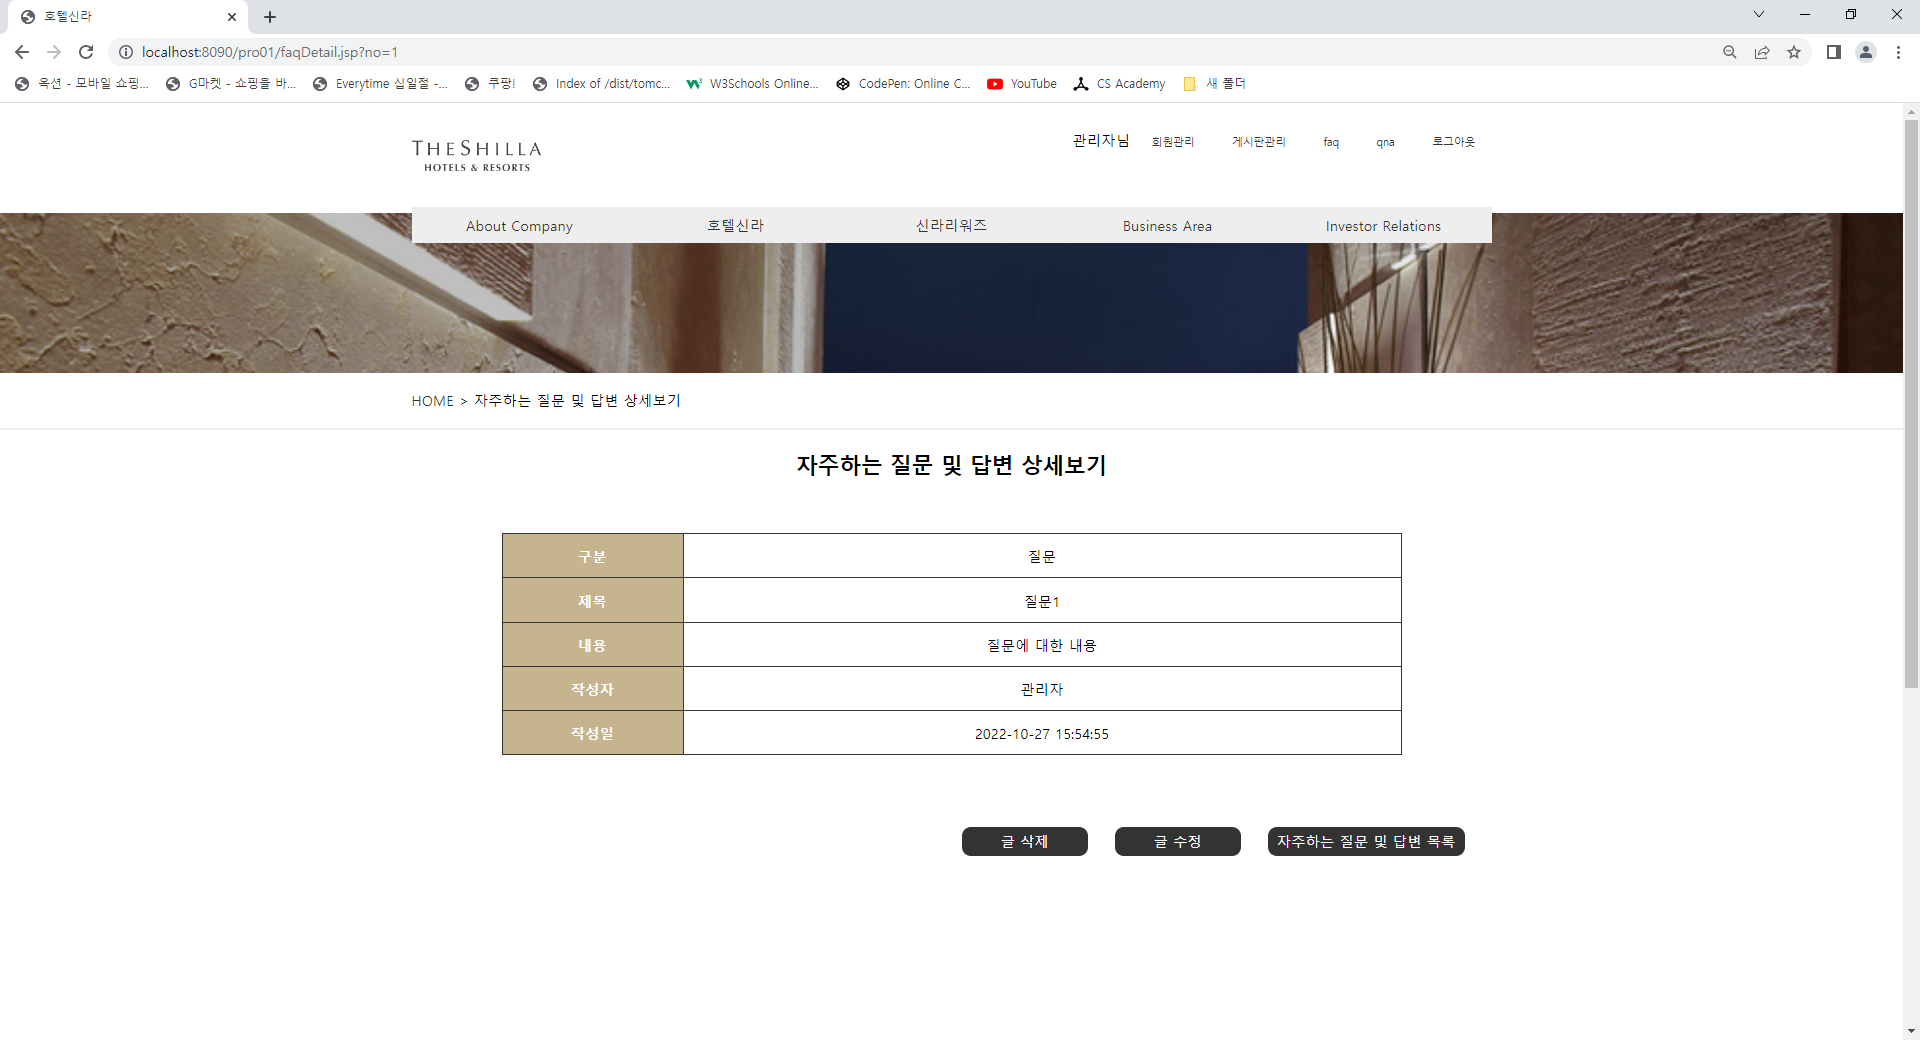 호텔신라
localhost:8090/pro01/faqDetail.jsp?no=1
옥션 - 모바일 쇼핑... G마켓 - 쇼핑을 바... Everytime 십일절 -... 쿠팡! Index of /dist/tomc... W3Schools Online... CodePen: Online C... YouTube CS Academy 새 폴더
THE SHILLA
HOTELS & RESORTS
관리자님 회원관리 게시판관리 faq qna 로그아웃
About Company 호텔신라 신라리워즈 Business Area Investor Relations
HOME > 자주하는 질문 및 답변 상세보기
자주하는 질문 및 답변 상세보기
구분 질문
제목 질문1
내용 질문에 대한 내용
작성자 관리자
작성일 2022-10-27 15:54:55
글 삭제 글 수정 자주하는 질문 및 답변 목록